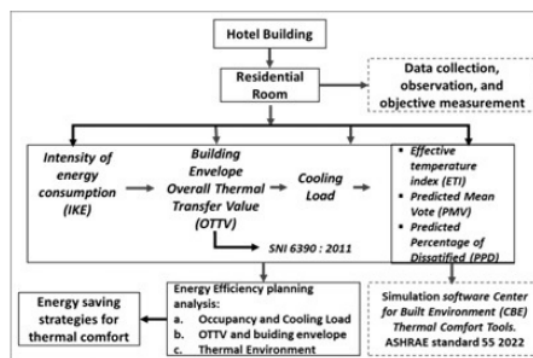 Hotel Building
Residential
Room
Data collection,
observation, and
objective measurement
Intensity of
energy
consumption
(IKE)
Building
Envelope
Overall Thermal
Transfer Value
(OTTV)
Cooling
Load
▪ Effective
temperature
index (ETI)
▪ Predicted Mean
Vote (PMV)
▪ Predicted
Percentage of
Dissatified (PPD)
SNI 6390 : 2011
Energy saving
strategies for
thermal comfort
Energy Efficiency planning
analysis:
a. Occupancy and Cooling Load
b. OTTV and buiding envelope
c. Thermal Environment
Simulation software Center
for Built Environment (CBE)
Thermal Comfort Tools.
ASHRAE standard 55 2022